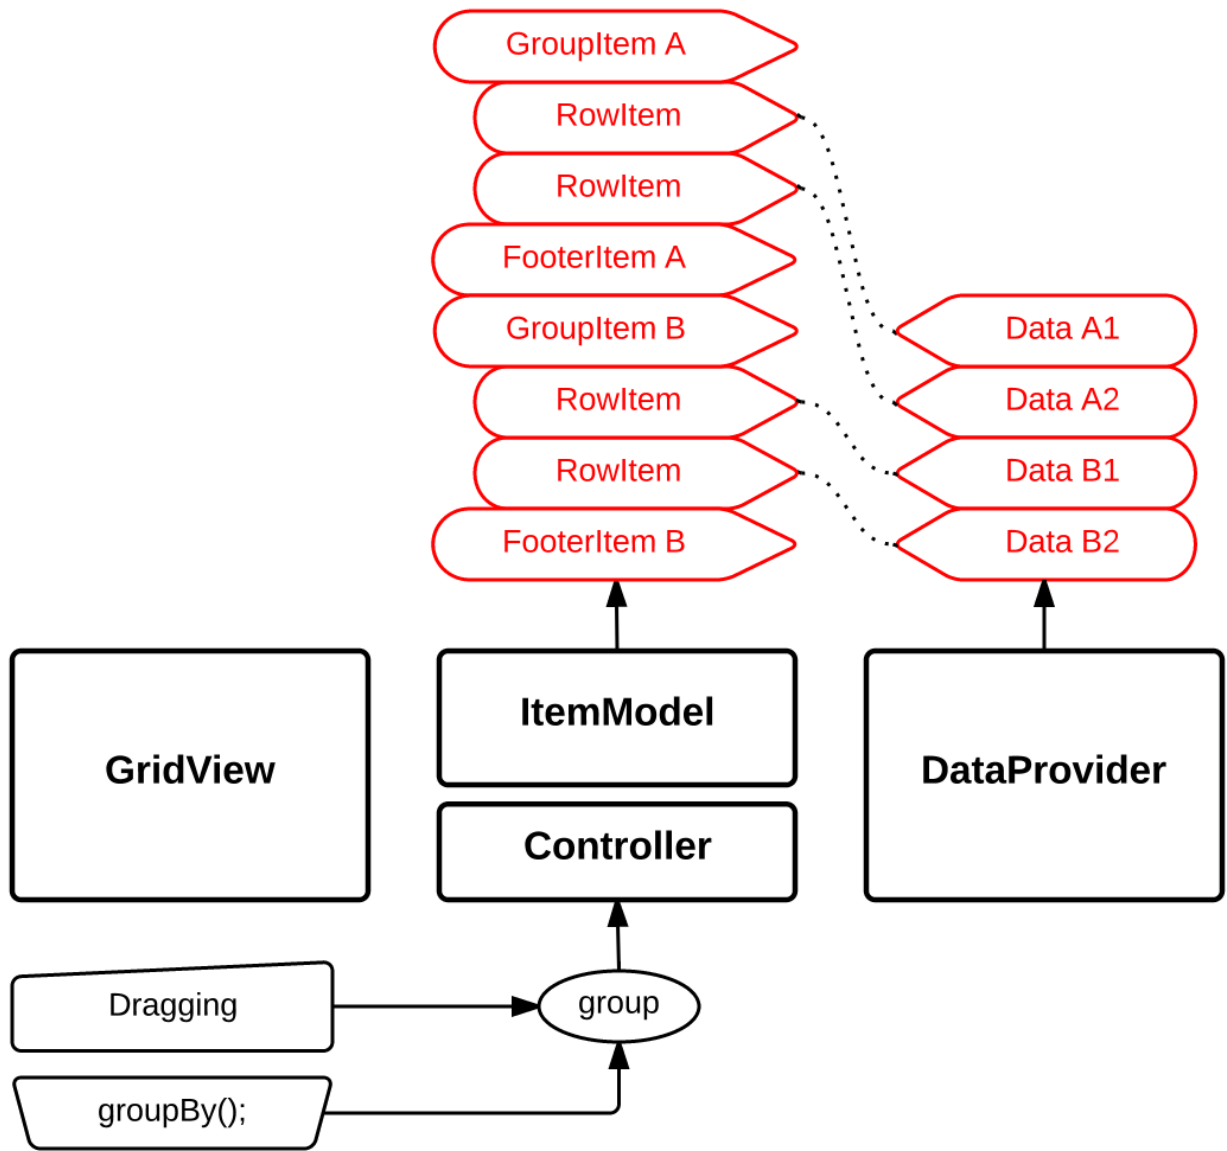 GroupItem A
RowItem
RowItem
FooterItem A
GroupItem B
RowItem
RowItem
FooterItem B
Data A1
Data A2
Data B1
Data B2
GridView
ItemModel
Controller
DataProvider
Dragging
group
groupBy();